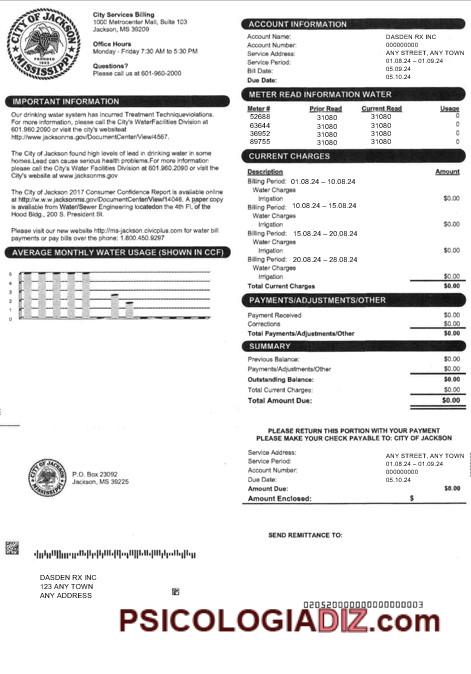 CITY OF JACKSON
FOUNDED
1822
MISSISSIPPI
City Services Billing
1000 Metrocenter Mall, Suite 103
Jackson, MS 39209
Office Hours
Monday - Friday 7:30 AM to 5:30 PM
Questions?
Please call us at 601-960-2000
IMPORTANT INFORMATION
Our drinking water system has incurred Treatment Techniqueviolations.
For more information, please call the City's WaterFacilities Division at
601.960.2090 or visit the city's websiteat
http://www.jacksonms.gov/DocumentCenter/View/4567.
The City of Jackson found high levels of lead in drinking water in some
homes.Lead can cause serious health problems.For more information
please call the City's Water Facilities Division at 601.960.2090 or visit the
City's website at www.jacksonms.gov
The City of Jackson 2017 Consumer Confidence Report is available online
at http://w.w.w.jacksonms.gov/DocumentCenter/View/14046. A paper copy
is available from Water/Sewer Engineering locatedon the 4th Fl, of the
Hood Bldg., 200 S. President St.
Please visit our new website http://ms-jackson.civicplus.com for water bill
payments or pay bills over the phone: 1.800.450.9297
AVERAGE MONTHLY WATER USAGE (SHOWN IN CCF)
5
4
3
2
1
0
ACCOUNT INFORMATION
Account Name: DASDEN RX INC
Account Number: 000000000
Service Address: ANY STREET, ANY TOWN
Service Period: 01.08.24 – 01.09.24
Bill Date: 05.09.24
Due Date: 05.10.24
METER READ INFORMATION WATER
Meter # Prior Read Current Read Usage
52688 31080 31080 0
63644 31080 31080 0
36952 31080 31080 0
89755 31080 31080 0
CURRENT CHARGES
Description Amount
Billing Period: 01.08.24 – 10.08.24
Water Charges
Irrigation $0.00
Billing Period: 10.08.24 – 15.08.24
Water Charges
Irrigation $0.00
Billing Period: 15.08.24 – 20.08.24
Water Charges
Irrigation $0.00
Billing Period: 20.08.24 – 28.08.24
Water Charges
Irrigation $0.00
Total Current Charges $0.00
PAYMENTS/ADJUSTMENTS/OTHER
Payment Received $0.00
Corrections $0.00
Total Payments/Adjustments/Other $0.00
SUMMARY
Previous Balance: $0.00
Payments/Adjustments/Other $0.00
Outstanding Balance: $0.00
Total Current Charges: $0.00
Total Amount Due: $0.00
PLEASE RETURN THIS PORTION WITH YOUR PAYMENT
PLEASE MAKE YOUR CHECK PAYABLE TO: CITY OF JACKSON
CITY OF JACKSON
MISSISSIPPI
P.O. Box 23092
Jackson, MS 39225
Service Address: ANY STREET, ANY TOWN
Service Period: 01.08.24 – 01.09.24
Account Number: 000000000
Due Date: 05.10.24
Amount Due: $0.00
Amount Enclosed: $
SEND REMITTANCE TO:
DASDEN RX INC
123 ANY TOWN
ANY ADDRESS
PSICOLOGIADIZ.com